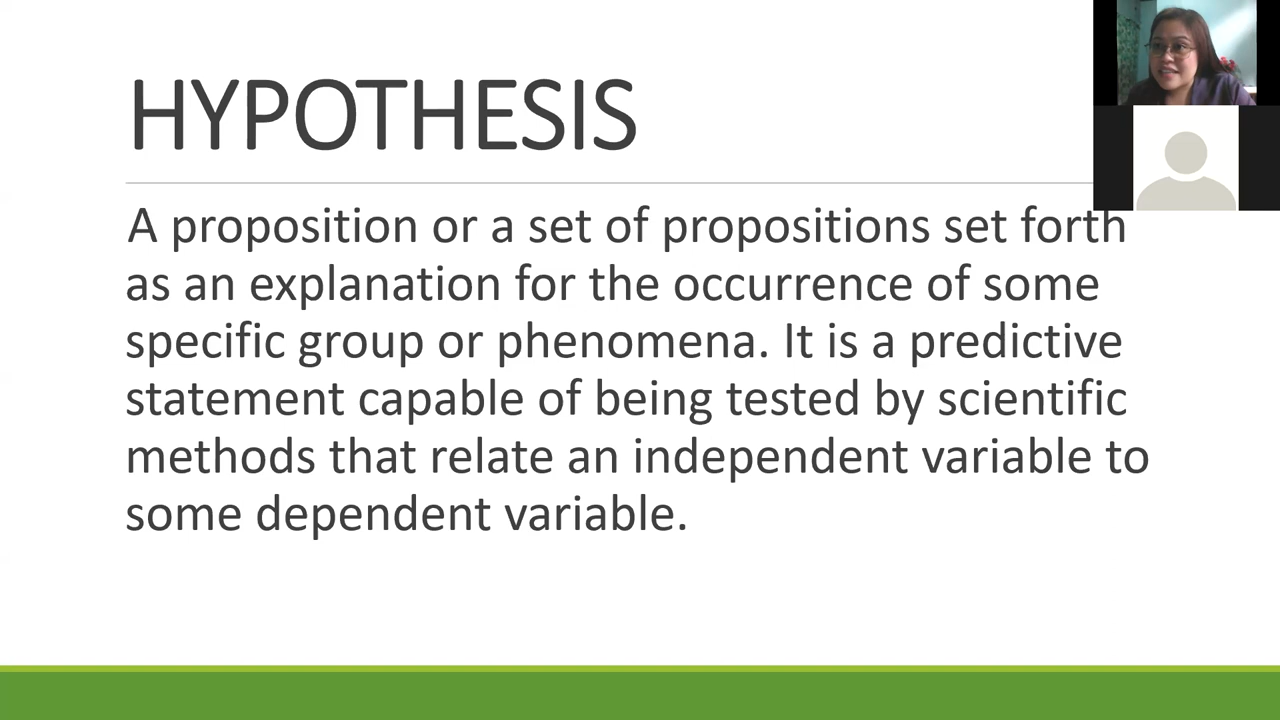 HYPOTHESIS
A proposition or a set of propositions set forth
as an explanation for the occurrence of some
specific group or phenomena. It is a predictive
statement capable of being tested by scientific
methods that relate an independent variable to
some dependent variable.